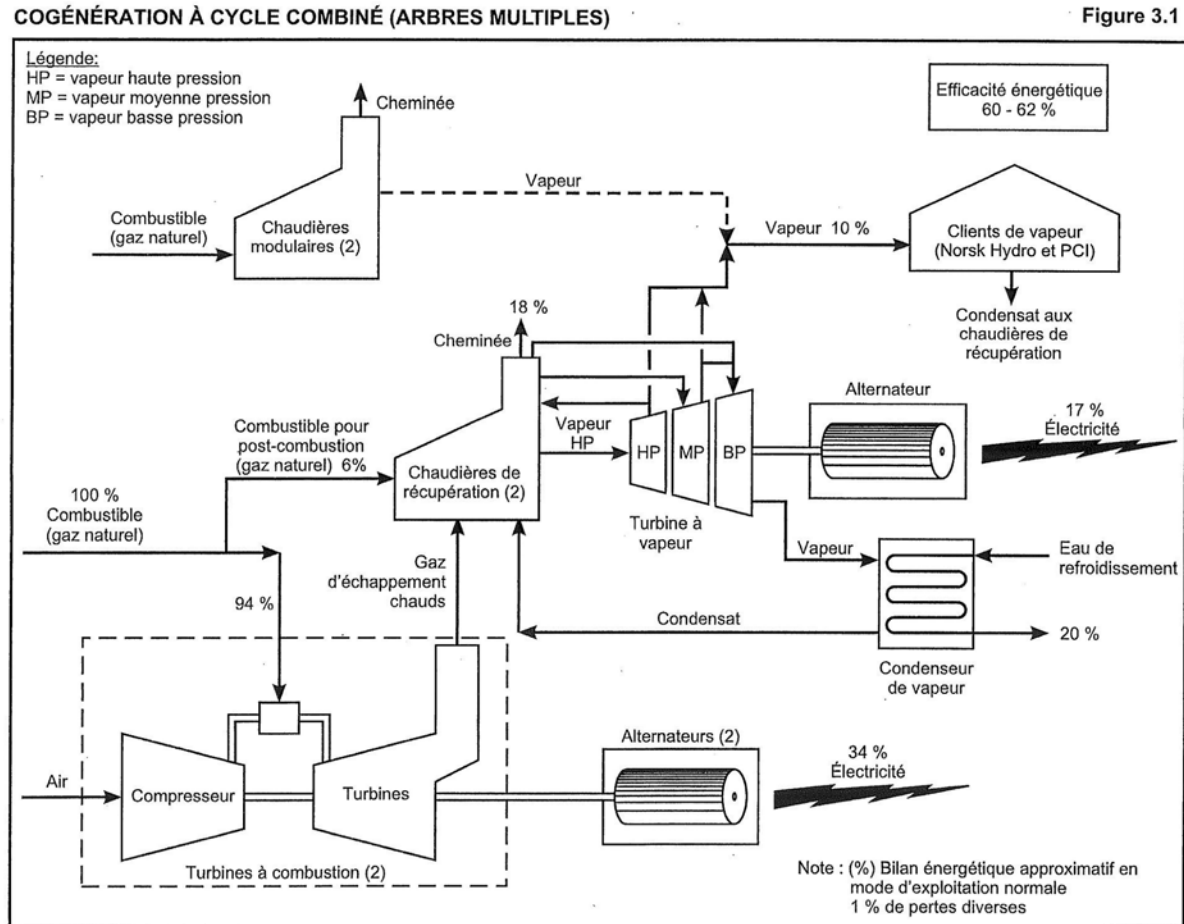 COGÉNÉRATION À CYCLE COMBINÉ (ARBRES MULTIPLES)
Figure 3.1
Légende:
HP = vapeur haute pression
MP = vapeur moyenne pression
BP = vapeur basse pression
Cheminée
Efficacité énergétique
60 - 62 %
Vapeur
Combustible
(gaz naturel)
Chaudières
modulaires (2)
Vapeur 10 %
Clients de vapeur
(Norsk Hydro et PCI)
18 %
Cheminée
Condensat aux
chaudières de
récupération
Alternateur
17 %
Électricité
Combustible pour
post-combustion
(gaz naturel) 6%
Vapeur
HP
HP
MP
BP
Chaudières de
récupération (2)
100 %
Combustible
(gaz naturel)
Turbine à
vapeur
Vapeur
Eau de
refroidissement
Gaz
d'échappement
chauds
94 %
Condensat
20 %
Condenseur
de vapeur
Alternateurs (2)
34 %
Électricité
Air
Compresseur
Turbines
Turbines à combustion (2)
Note : (%) Bilan énergétique approximatif en
mode d'exploitation normale
1 % de pertes diverses